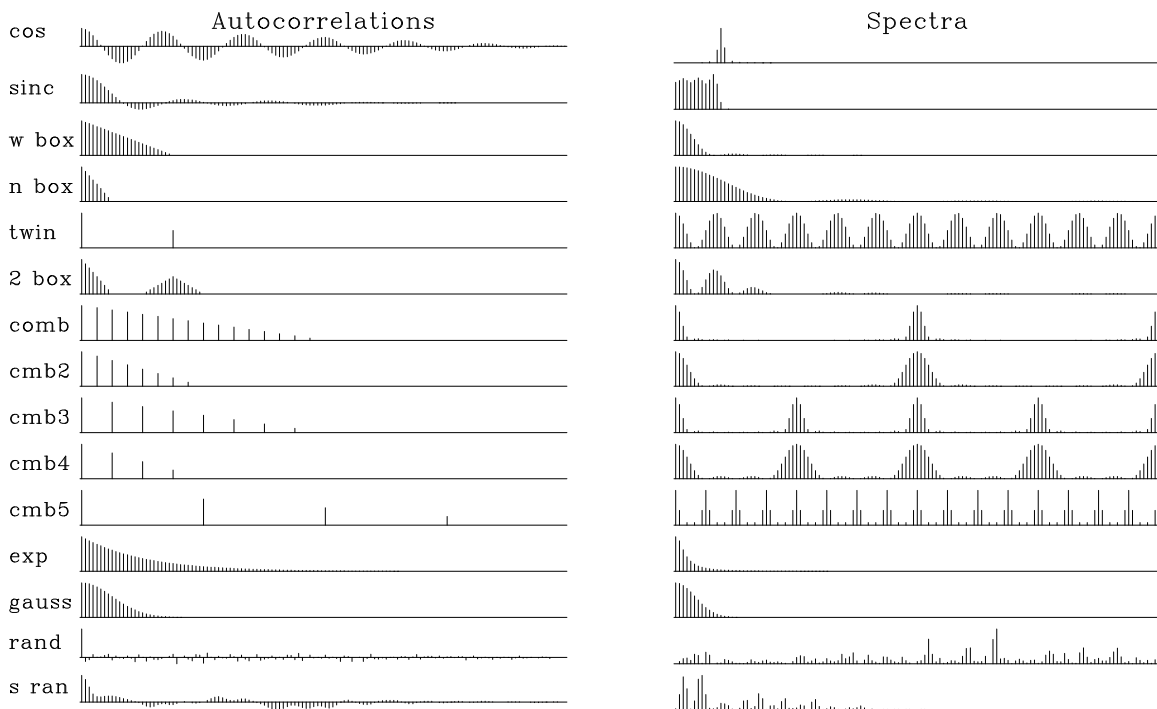 Autocorrelations
Spectra
cos
sinc
w box
n box
twin
2 box
comb
cmb2
cmb3
cmb4
cmb5
exp
gauss
rand
s ran